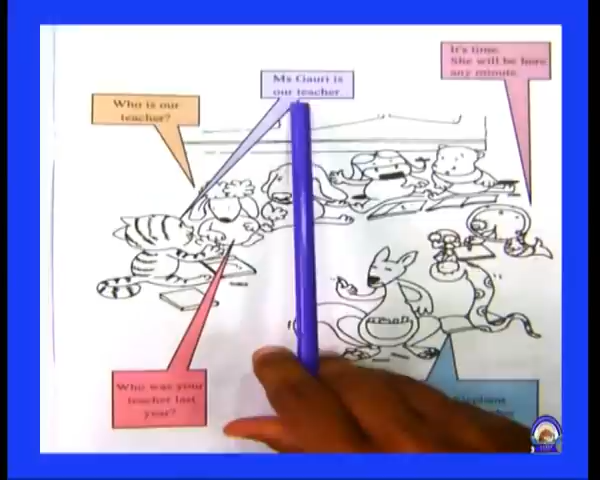 It's time.
She will be here
any minute.
Ms Gauri is
our teacher
Who is our
teacher?
Who was your
teacher last
year?